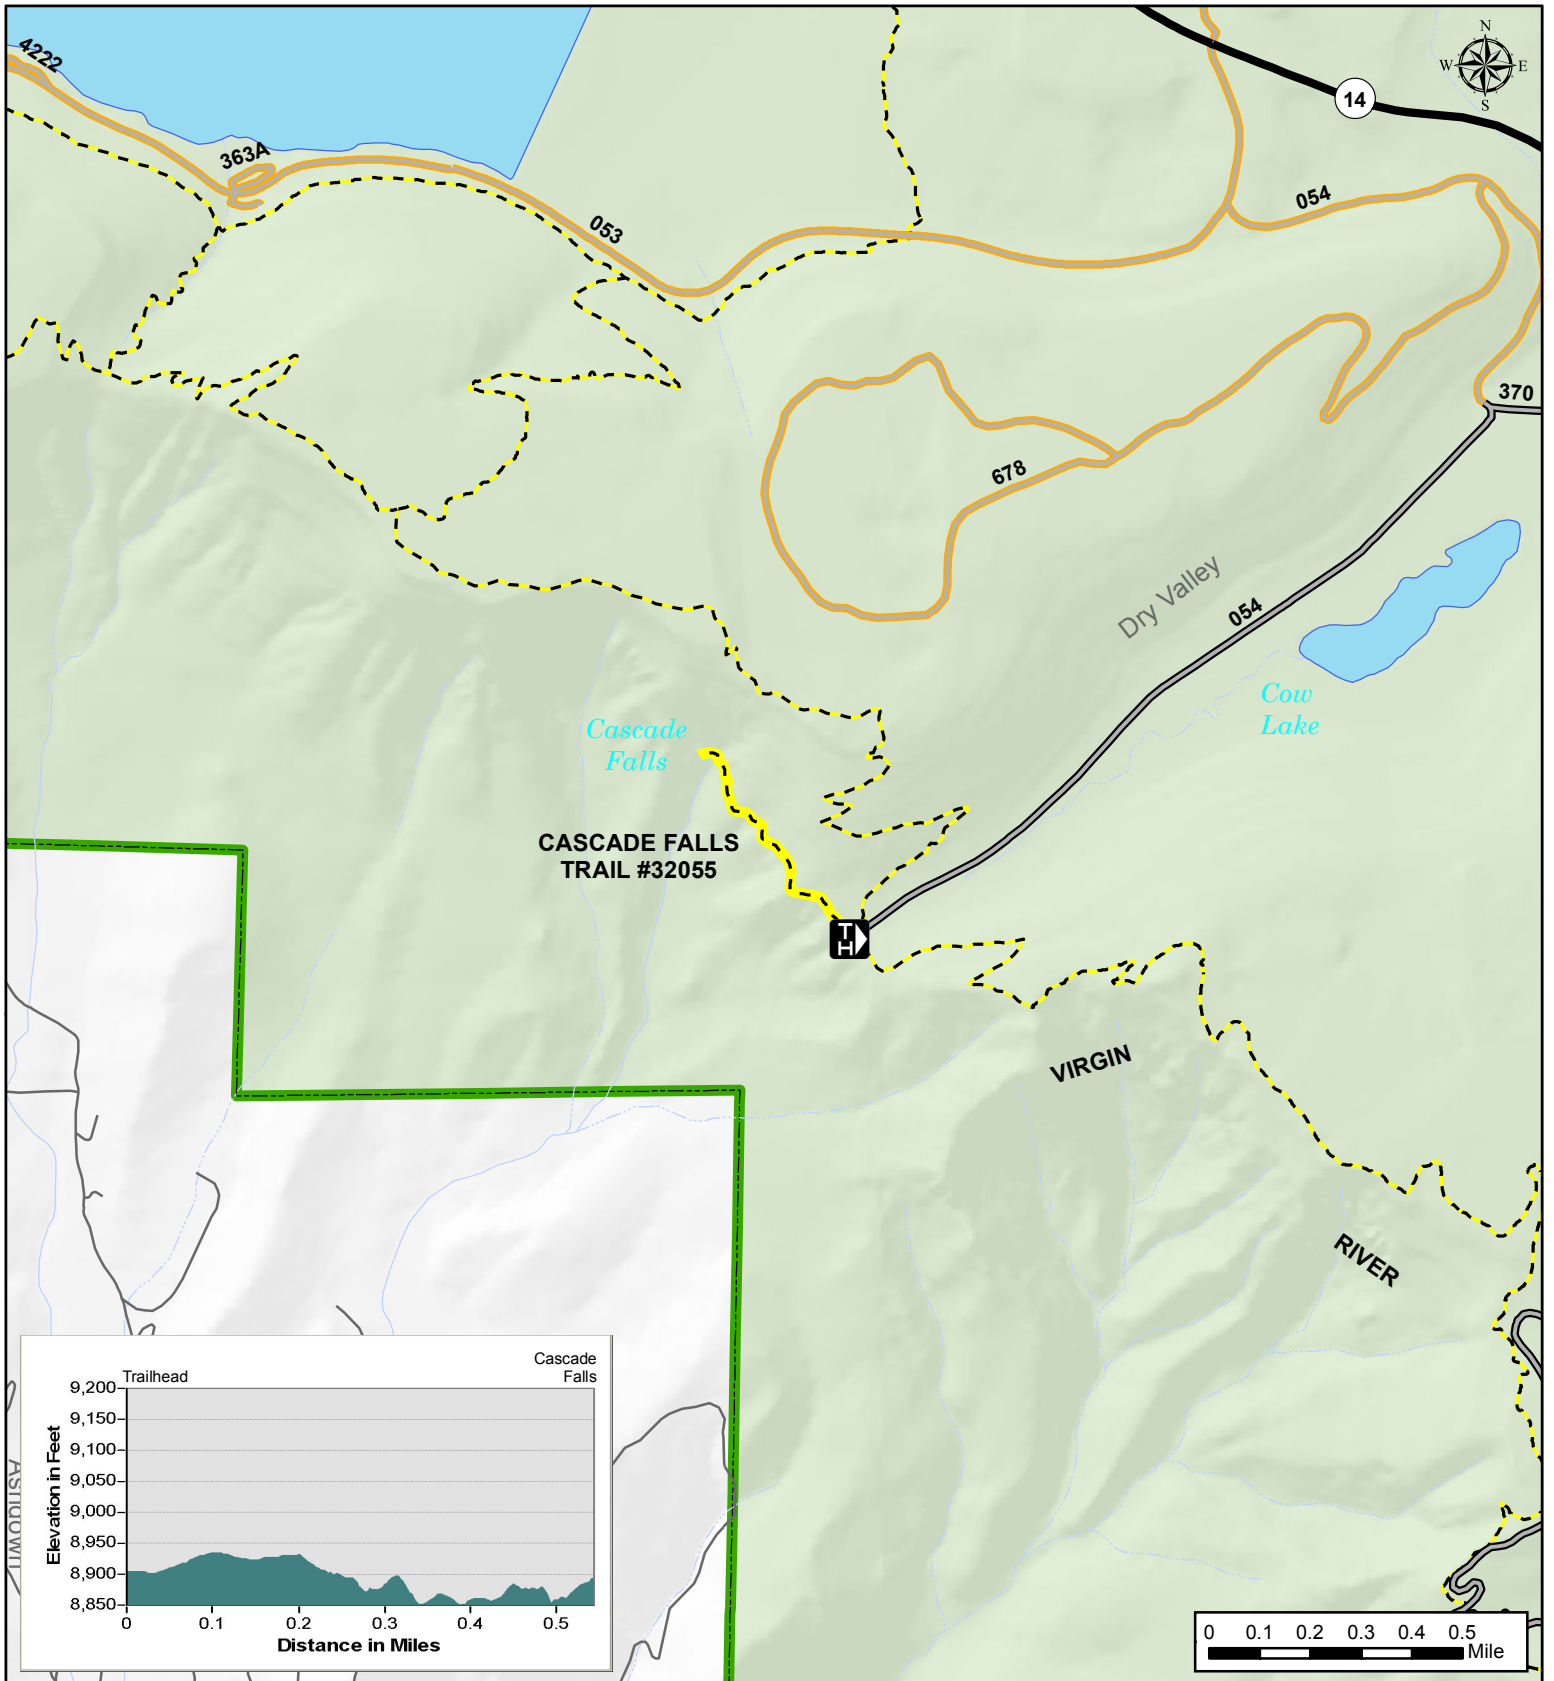 4222
363A
053
N
W
E
S
14
054
370
678
Dry Valley
054
Cow
Lake
Cascade
Falls
CASCADE FALLS
TRAIL #32055
T
H
VIRGIN
RIVER
Cascade
Trailhead
Falls
9,200
9,150
9,100
9,050
9,000
8,950
8,900
8,850
Elevation in Feet
0 0.1 0.2 0.3 0.4 0.5
Distance in Miles
Ashdown
0 0.1 0.2 0.3 0.4 0.5
Mile